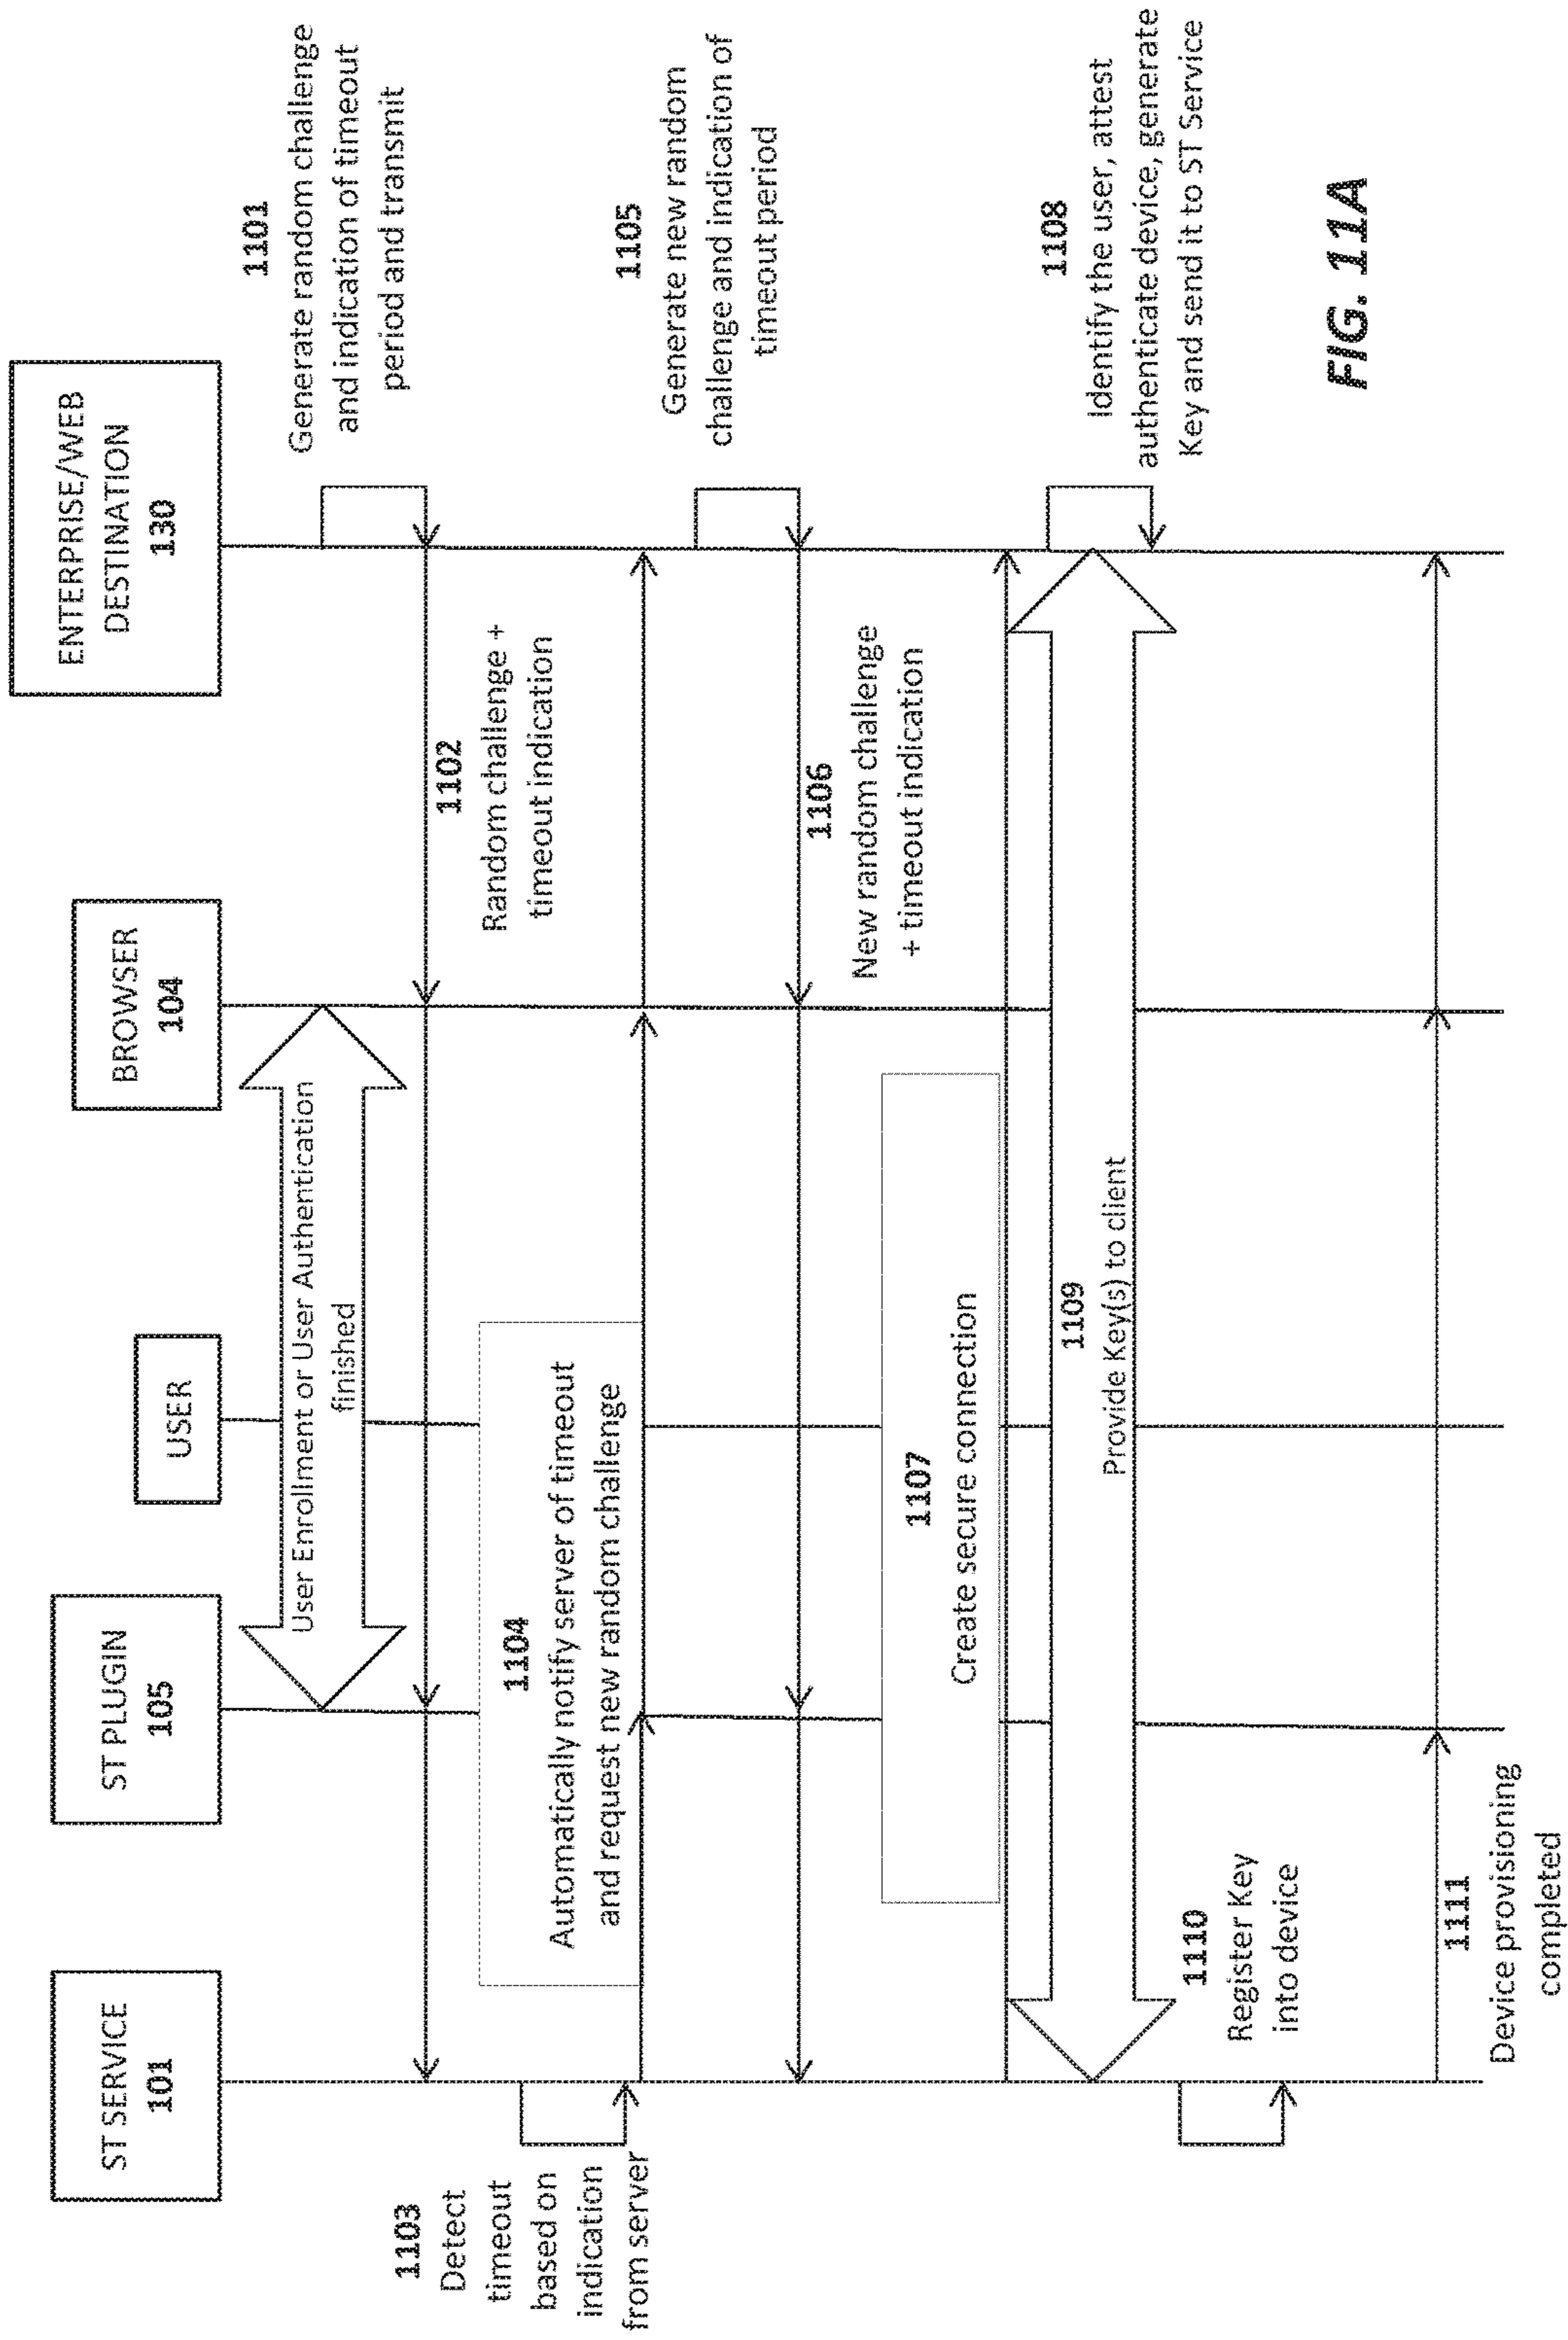 ST SERVICE
101
ST PLUGIN
105
USER
BROWSER
104
ENTERPRISE/WEB
DESTINATION
130
User Enrollment or User Authentication
finished
1101
Generate random challenge
and indication of timeout
period and transmit
1102
Random challenge +
timeout indication
1103
Detect
timeout
based on
indication
from server
1104
Automatically notify server of timeout
and request new random challenge
1105
Generate new random
challenge and indication of
timeout period
1106
New random challenge
+ timeout indication
1107
Create secure connection
1108
Identify the user, attest
authenticate device, generate
Key and send it to ST Service
1109
Provide Key(s) to client
1110
Register Key
into device
1111
Device provisioning
completed
FIG. 11A